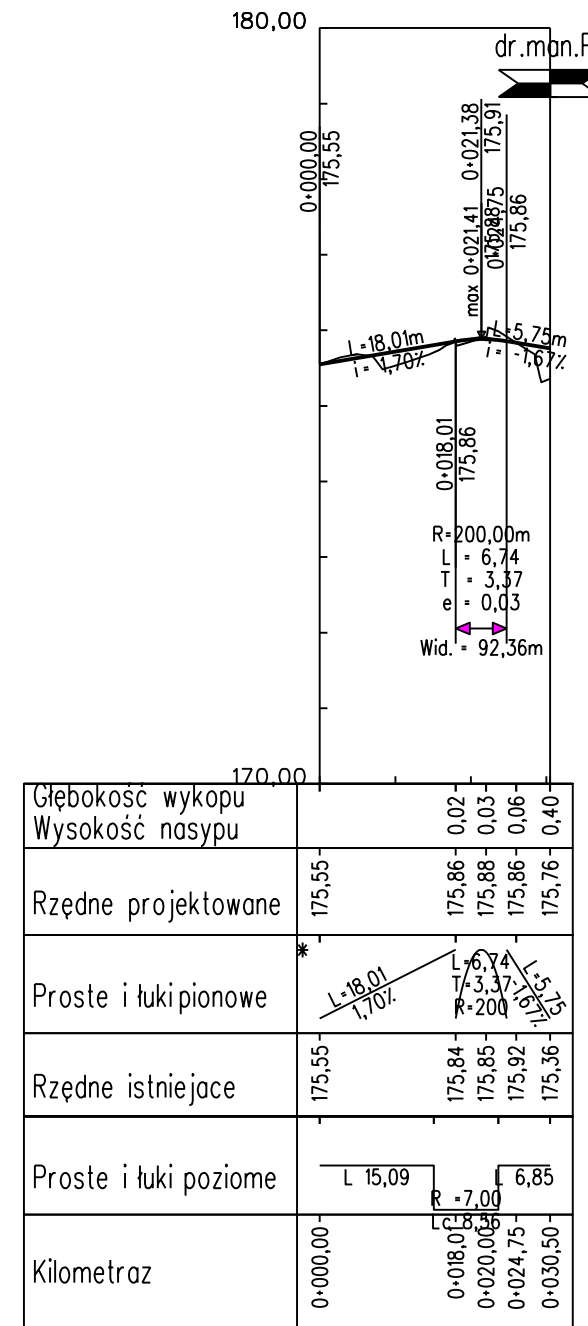 180,00
dr.man.P
0+000,00
175,55
0+021,38
175,91
max 0+021,41
175,88
0+024,75
175,86
L=18,01m
i= 1,70%
L=5,75m
i= -1,67%
0+018,01
175,86
R=200,00m
L = 6,74
T = 3,37
e = 0,03
Wid. = 92,36m
170,00
Głębokość wykopu
Wysokość nasypu
0,02 0,03 0,06 0,40
Rzędne projektowane
175,55 175,86 175,88 175,86 175,76
*
Proste i łuki pionowe
L=18,01
1,70%
L=6,74
T=3,37
R=200
L=5,75
-1,67%
Rzędne istniejace
175,55 175,84 175,85 175,92 175,36
Proste i łuki poziome
L 15,09
R =7,00
Lc 8,56
L 6,85
Kilometraz
0+000,00 0+018,01 0+020,00 0+024,75 0+030,50